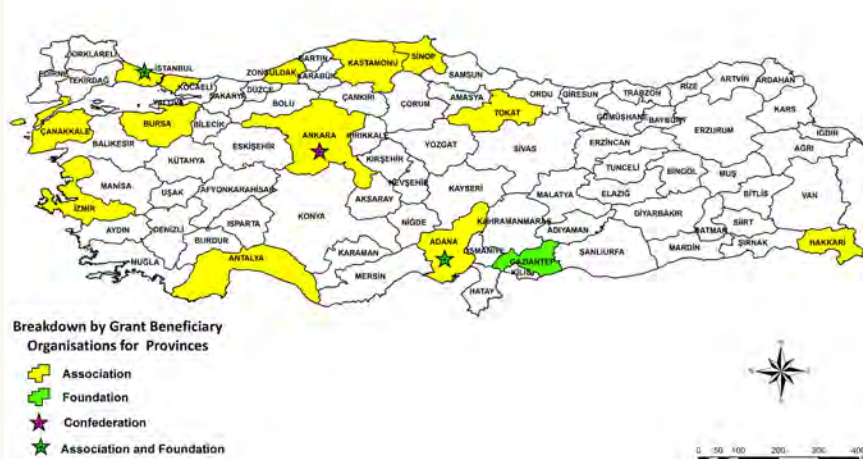 KIRKLARELİ
EDİRNE
TEKİRDAĞ
İSTANBUL
KOCAELİ
YALOVA
SAKARYA
DÜZCE
ZONGULDAK
BARTIN
KARABÜK
KASTAMONU
SİNOP
SAMSUN
ORDU
GİRESUN
TRABZON
RİZE
ARTVİN
ARDAHAN
KARS
IĞDIR
AĞRI
ÇANAKKALE
BALIKESİR
BURSA
BİLECİK
BOLU
ÇANKIRI
ÇORUM
AMASYA
TOKAT
GÜMÜŞHANE
BAYBURT
ERZURUM
ERZİNCAN
ESKİŞEHİR
ANKARA
KIRIKKALE
YOZGAT
SİVAS
TUNCELİ
BİNGÖL
MUŞ
KÜTAHYA
KIRŞEHİR
MANİSA
UŞAK
AFYONKARAHİSAR
NEVŞEHİR
KAYSERİ
MALATYA
ELAZIĞ
BİTLİS
VAN
İZMİR
AKSARAY
DİYARBAKIR
SİİRT
BATMAN
HAKKARİ
ŞIRNAK
MARDİN
AYDIN
DENİZLİ
ISPARTA
BURDUR
KONYA
NİĞDE
KAHRAMANMARAŞ
ADIYAMAN
ŞANLIURFA
MUĞLA
ANTALYA
KARAMAN
MERSİN
ADANA
OSMANİYE
GAZİANTEP
KİLİS
HATAY
Breakdown by Grant Beneficiary
Organisations for Provinces
Association
Foundation
Confederation
Association and Foundation
0 50 100 200 300 400